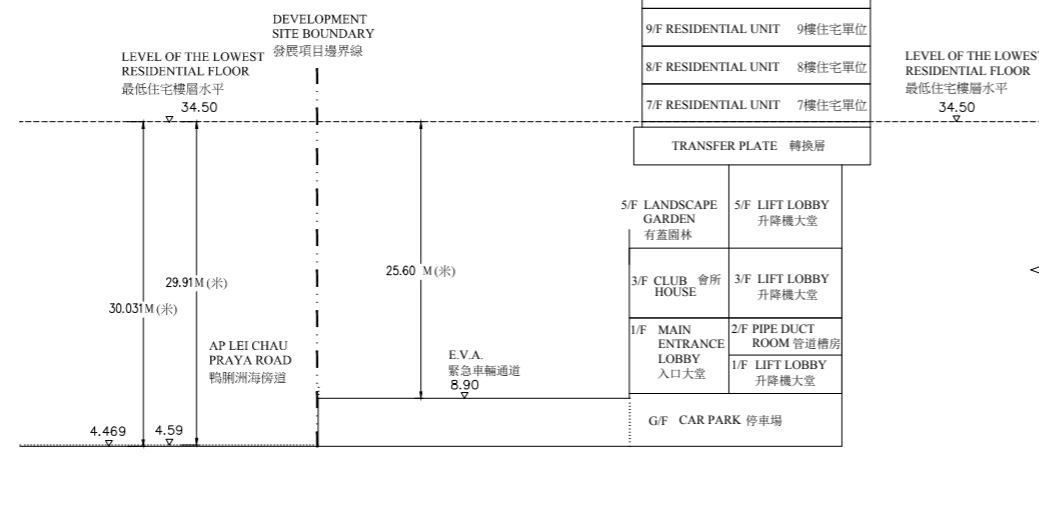 DEVELOPMENT
SITE BOUNDARY
發展項目邊界線
LEVEL OF THE LOWEST
RESIDENTIAL FLOOR
最低住宅樓層水平
34.50
9/F RESIDENTIAL UNIT 9樓住宅單位
8/F RESIDENTIAL UNIT 8樓住宅單位
7/F RESIDENTIAL UNIT 7樓住宅單位
LEVEL OF THE LOWEST
RESIDENTIAL FLOOR
最低住宅樓層水平
34.50
TRANSFER PLATE 轉換層
5/F LANDSCAPE
GARDEN
有蓋園林
5/F LIFT LOBBY
升降機大堂
25.60 M(米)
29.91M(米)
30.031M(米)
3/F CLUB 會所
HOUSE
3/F LIFT LOBBY
升降機大堂
1/F MAIN
ENTRANCE
LOBBY
入口大堂
2/F PIPE DUCT
ROOM 管道槽房
1/F LIFT LOBBY
升降機大堂
AP LEI CHAU
PRAYA ROAD
鴨脷洲海傍道
E.V.A.
緊急車輛通道
8.90
G/F CAR PARK 停車場
4.469
4.59